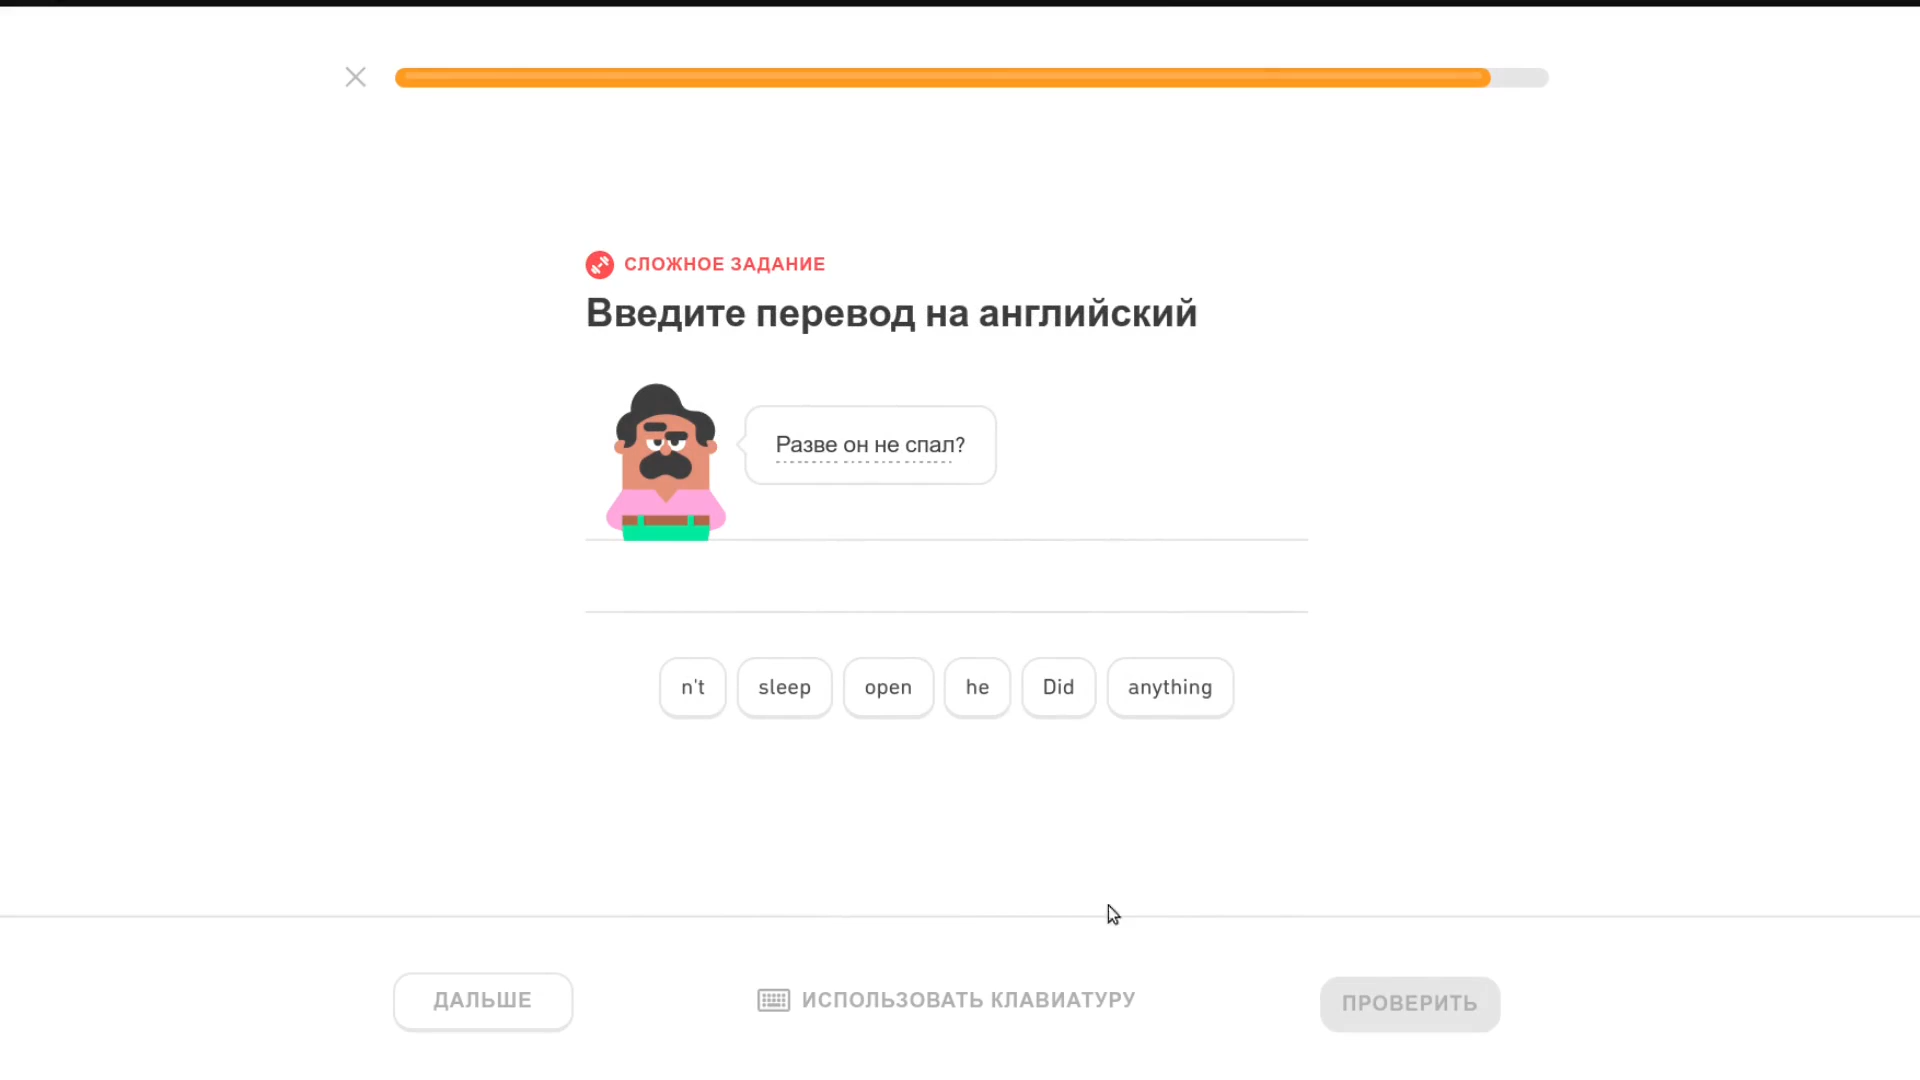 СЛОЖНОЕ ЗАДАНИЕ
Введите перевод на английский
Разве он не спал?
n't sleep open he Did anything
ДАЛЬШЕ ИСПОЛЬЗОВАТЬ КЛАВИАТУРУ ПРОВЕРИТЬ